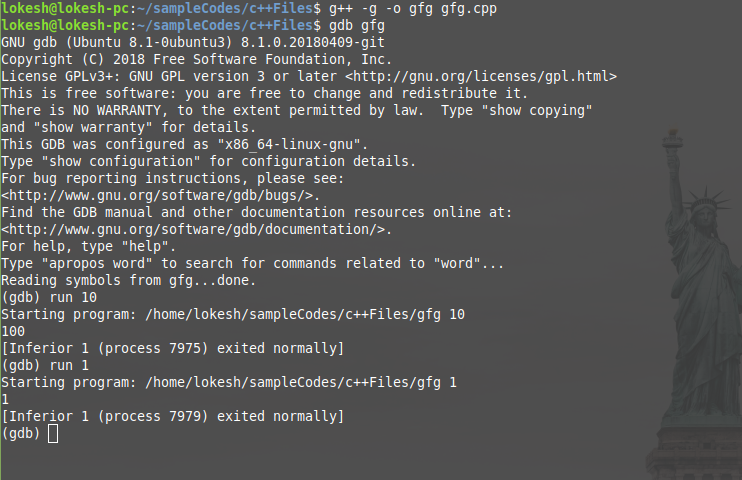 lokesh@lokesh-pc:~/sampleCodes/c++Files$ g++ -g -o gfg gfg.cpp
lokesh@lokesh-pc:~/sampleCodes/c++Files$ gdb gfg
GNU gdb (Ubuntu 8.1-0ubuntu3) 8.1.0.20180409-git
Copyright (C) 2018 Free Software Foundation, Inc.
License GPLv3+: GNU GPL version 3 or later <http://gnu.org/licenses/gpl.html>
This is free software: you are free to change and redistribute it.
There is NO WARRANTY, to the extent permitted by law.  Type "show copying"
and "show warranty" for details.
This GDB was configured as "x86_64-linux-gnu".
Type "show configuration" for configuration details.
For bug reporting instructions, please see:
<http://www.gnu.org/software/gdb/bugs/>.
Find the GDB manual and other documentation resources online at:
<http://www.gnu.org/software/gdb/documentation/>.
For help, type "help".
Type "apropos word" to search for commands related to "word"...
Reading symbols from gfg...done.
(gdb) run 10
Starting program: /home/lokesh/sampleCodes/c++Files/gfg 10
100
[Inferior 1 (process 7975) exited normally]
(gdb) run 1
Starting program: /home/lokesh/sampleCodes/c++Files/gfg 1
1
[Inferior 1 (process 7979) exited normally]
(gdb)